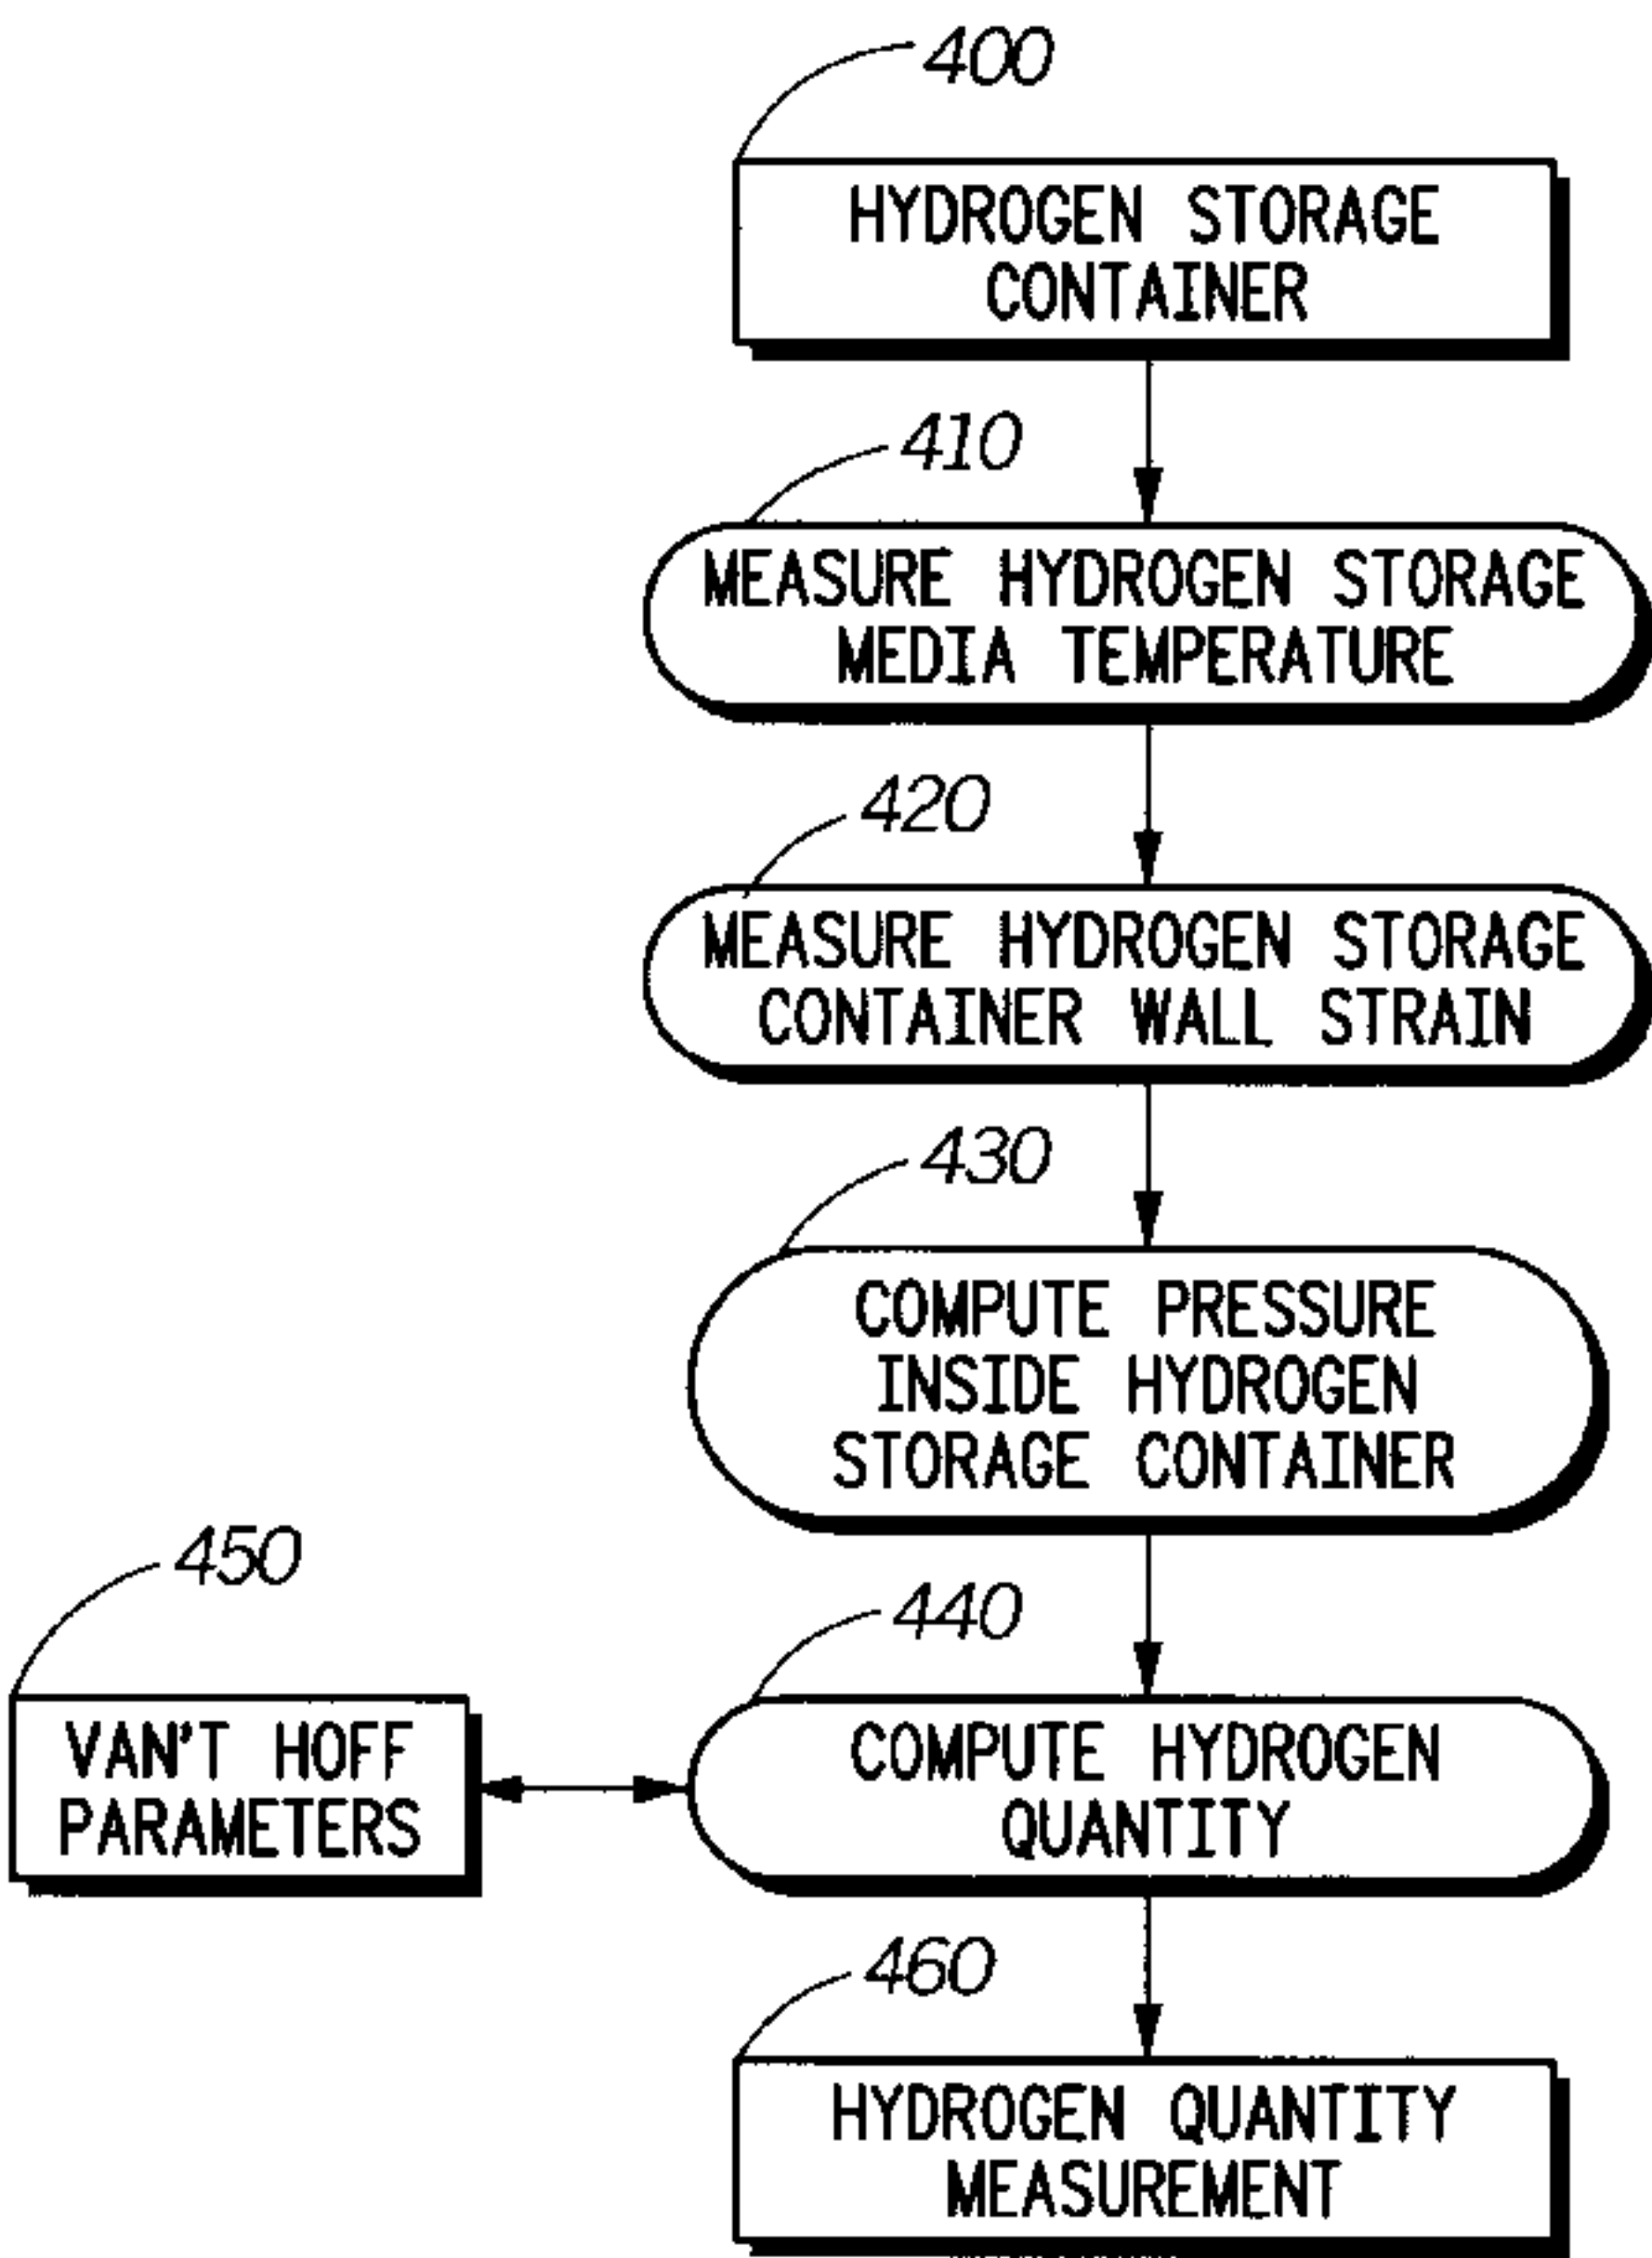 400
HYDROGEN STORAGE
CONTAINER
410
MEASURE HYDROGEN STORAGE
MEDIA TEMPERATURE
420
MEASURE HYDROGEN STORAGE
CONTAINER WALL STRAIN
430
COMPUTE PRESSURE
INSIDE HYDROGEN
STORAGE CONTAINER
450
VAN'T HOFF
PARAMETERS
440
COMPUTE HYDROGEN
QUANTITY
460
HYDROGEN QUANTITY
MEASUREMENT